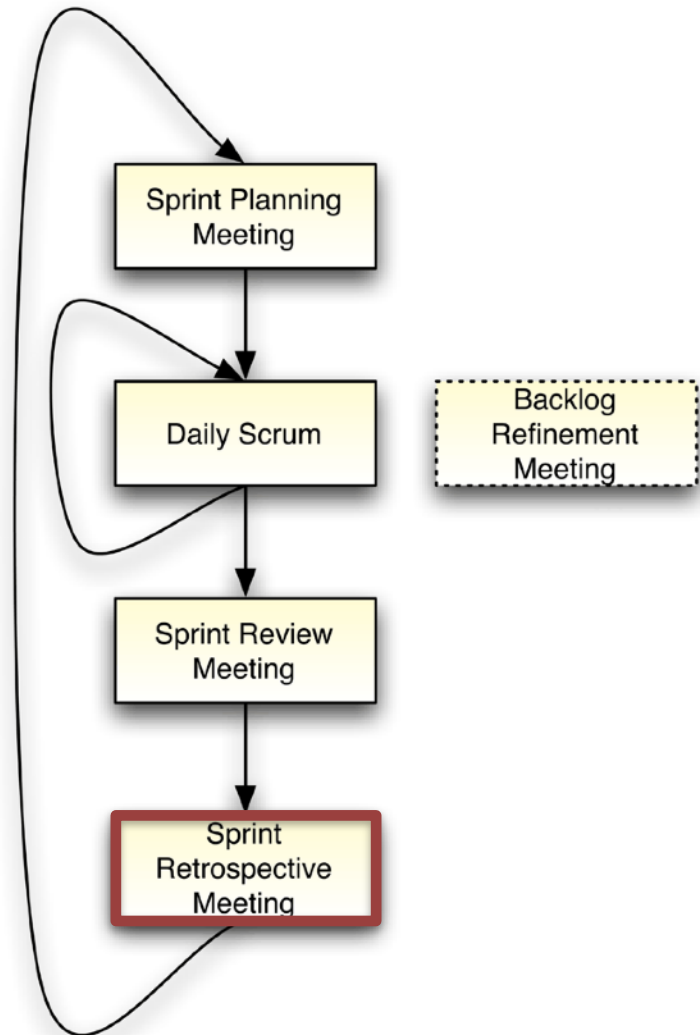 Sprint Planning
Meeting
Daily Scrum
Backlog
Refinement
Meeting
Sprint Review
Meeting
Sprint
Retrospective
Meeting